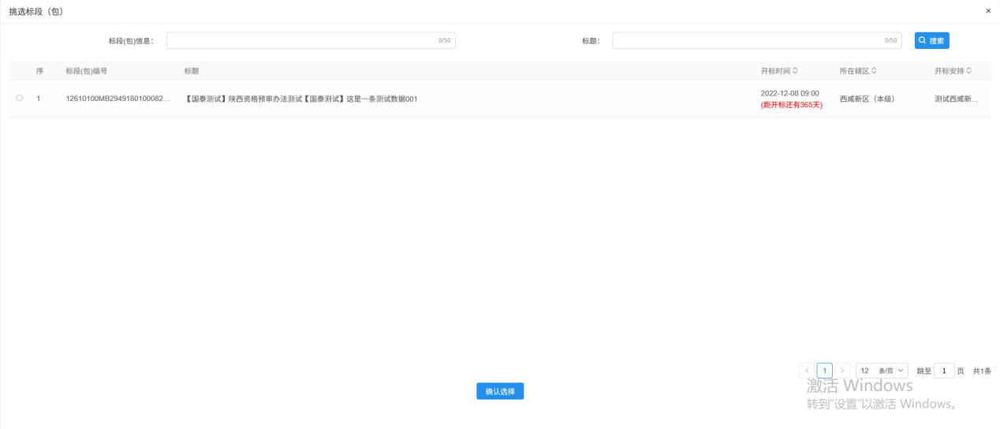 挑选标段（包） ×
标段(包)信息： 0/50 标题： 0/50 搜索
序 标段(包)编号 标题 开标时间 所在辖区 开标安排
1 12610100MB2949180100082... 【国泰测试】陕西资格预审办法测试【国泰测试】这是一条测试数据001 2022-12-08 09:00 西咸新区（本级） 测试西咸新...
(距开标还有365天)
1 12 条/页 跳至 1 页 共1条
确认选择
激活 Windows
转到"设置"以激活 Windows。